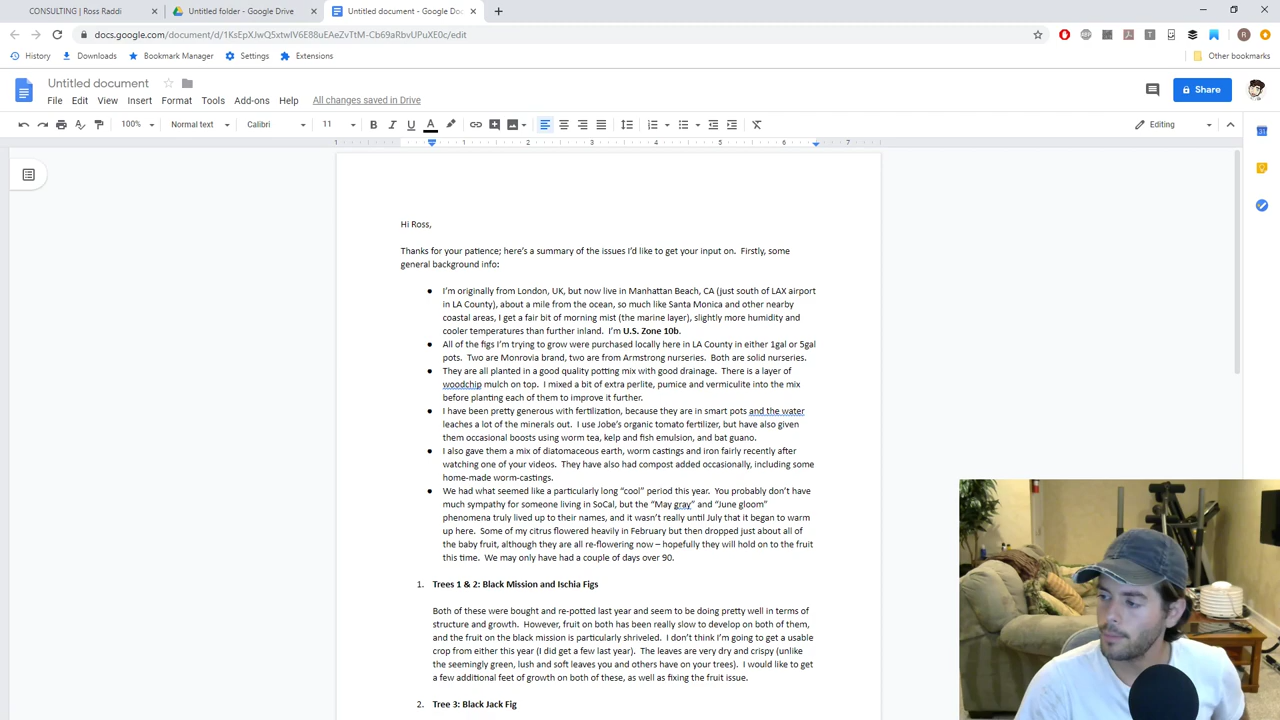 CONSULTING | Ross Raddi
Untitled folder - Google Drive
Untitled document - Google Doc
docs.google.com/document/d/1KsEpXJwQ5xtwIV6E88uEAeZvTtM-Cb69aRbvUPuXE0c/edit
History Downloads Bookmark Manager Settings Extensions Other bookmarks
Untitled document
File Edit View Insert Format Tools Add-ons Help All changes saved in Drive
Share
100% Normal text Calibri 11 Editing
1 1 2 3 4 5 6 7
Hi Ross,
Thanks for your patience; here's a summary of the issues I'd like to get your input on. Firstly, some
general background info:
● I'm originally from London, UK, but now live in Manhattan Beach, CA (just south of LAX airport
in LA County), about a mile from the ocean, so much like Santa Monica and other nearby
coastal areas, I get a fair bit of morning mist (the marine layer), slightly more humidity and
cooler temperatures than further inland. I'm U.S. Zone 10b.
● All of the figs I'm trying to grow were purchased locally here in LA County in either 1gal or 5gal
pots. Two are Monrovia brand, two are from Armstrong nurseries. Both are solid nurseries.
● They are all planted in a good quality potting mix with good drainage. There is a layer of
woodchip mulch on top. I mixed a bit of extra perlite, pumice and vermiculite into the mix
before planting each of them to improve it further.
● I have been pretty generous with fertilization, because they are in smart pots and the water
leaches a lot of the minerals out. I use Jobe's organic tomato fertilizer, but have also given
them occasional boosts using worm tea, kelp and fish emulsion, and bat guano.
● I also gave them a mix of diatomaceous earth, worm castings and iron fairly recently after
watching one of your videos. They have also had compost added occasionally, including some
home-made worm-castings.
● We had what seemed like a particularly long "cool" period this year. You probably don't have
much sympathy for someone living in SoCal, but the "May gray" and "June gloom"
phenomena truly lived up to their names, and it wasn't really until July that it began to warm
up here. Some of my citrus flowered heavily in February but then dropped just about all of
the baby fruit, although they are all re-flowering now – hopefully they will hold on to the fruit
this time. We may only have had a couple of days over 90.
1. Trees 1 & 2: Black Mission and Ischia Figs
Both of these were bought and re-potted last year and seem to be doing pretty well in terms of
structure and growth. However, fruit on both has been really slow to develop on both of them,
and the fruit on the black mission is particularly shriveled. I don't think I'm going to get a usable
crop from either this year (I did get a few last year). The leaves are very dry and crispy (unlike
the seemingly green, lush and soft leaves you and others have on your trees). I would like to get
a few additional feet of growth on both of these, as well as fixing the fruit issue.
2. Tree 3: Black Jack Fig